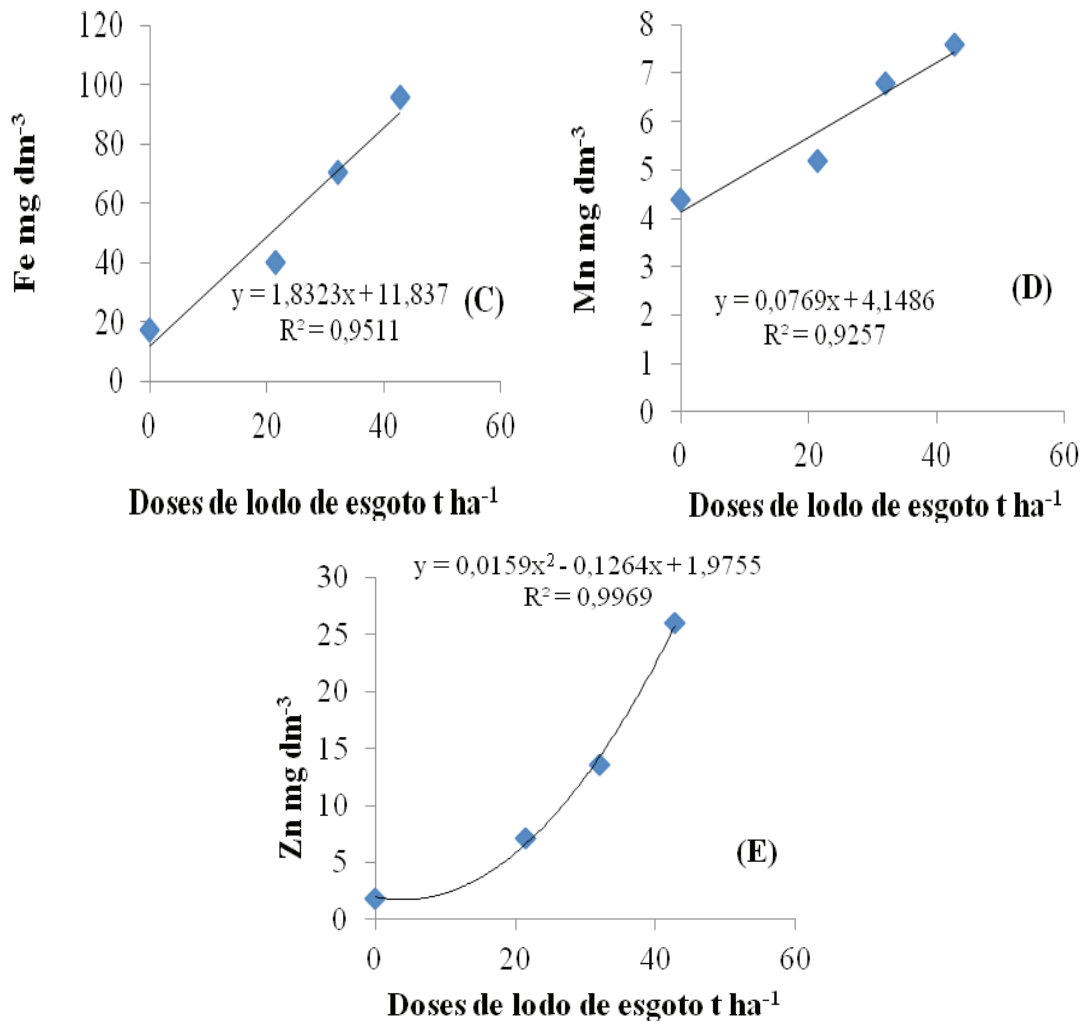 Fe mg dm⁻³
120
100
80
60
40
20
0
y = 1,8323x + 11,837
R² = 0,9511
(C)
0 20 40 60
Doses de lodo de esgoto t ha⁻¹
Mn mg dm⁻³
8
7
6
5
4
3
2
1
0
y = 0,0769x + 4,1486
R² = 0,9257
(D)
0 20 40 60
Doses de lodo de esgoto t ha⁻¹
y = 0,0159x² - 0,1264x + 1,9755
R² = 0,9969
Zn mg dm⁻³
30
25
20
15
10
5
0
(E)
0 20 40 60
Doses de lodo de esgoto t ha⁻¹